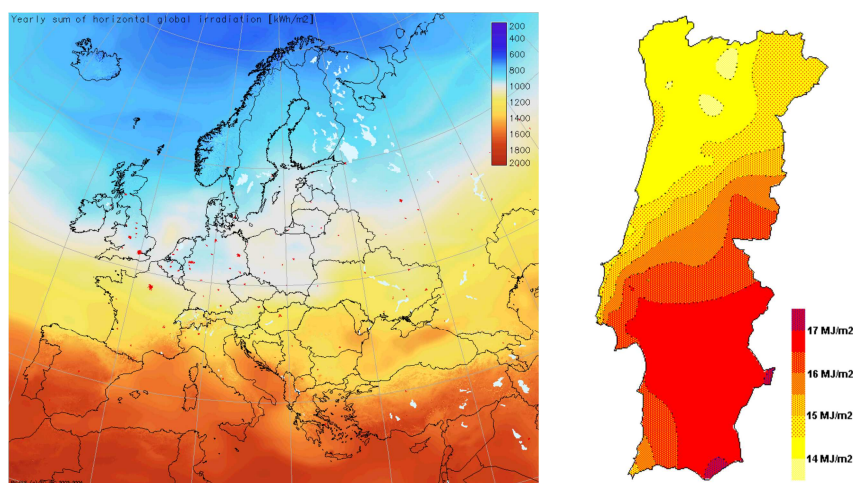 Yearly sum of horizontal global irradiation [kWh/m2]
200
400
600
800
1000
1200
1400
1600
1800
2000
17 MJ/m2
16 MJ/m2
15 MJ/m2
14 MJ/m2